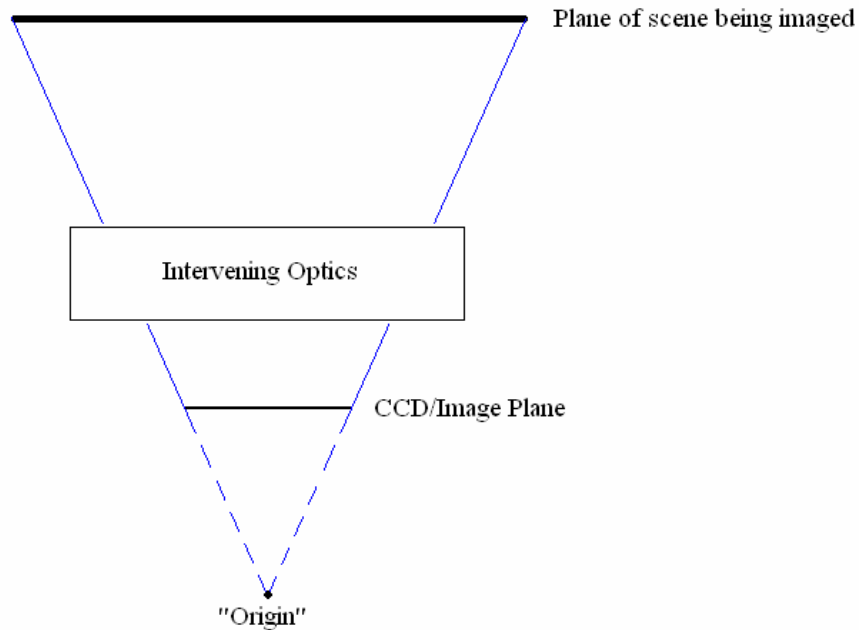 Plane of scene being imaged
Intervening Optics
CCD/Image Plane
"Origin"